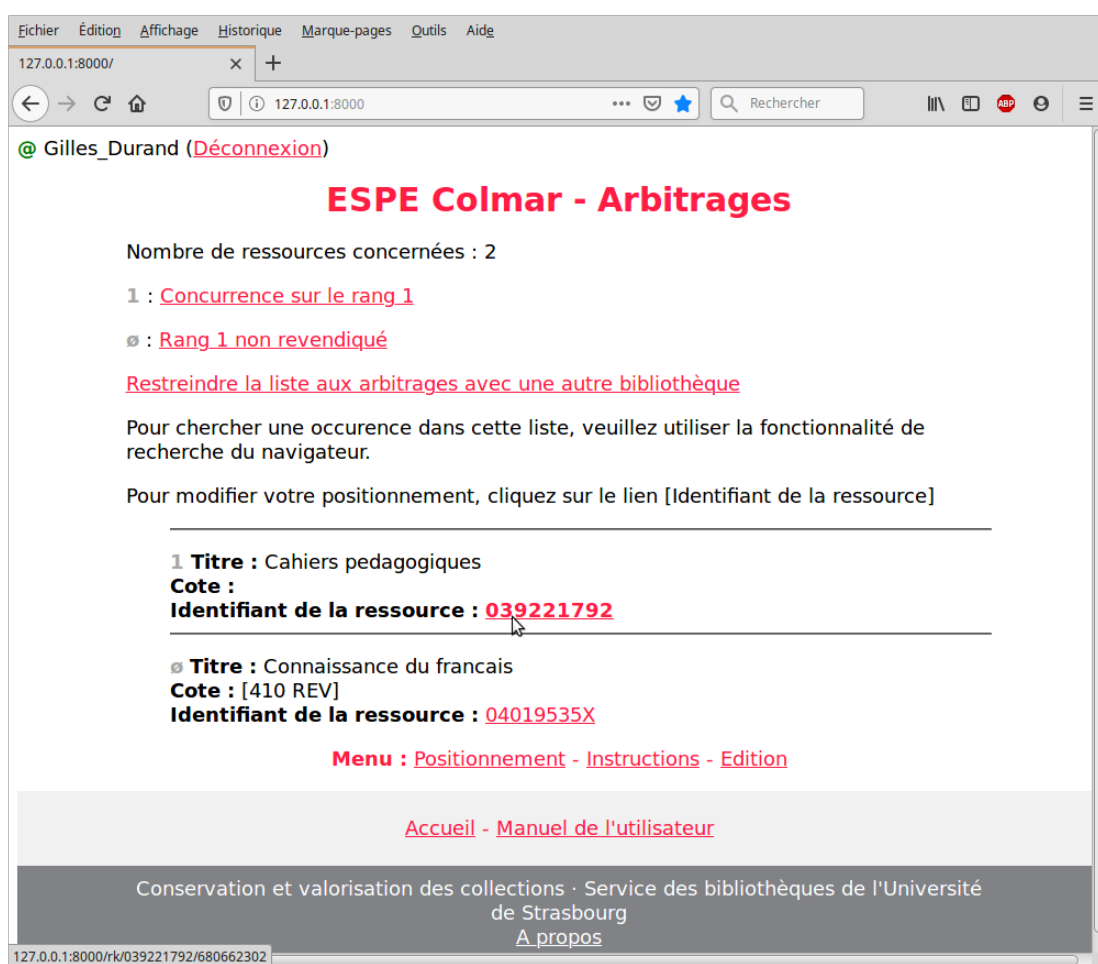 Fichier Édition Affichage Historique Marque-pages Outils Aide
127.0.0.1:8000/
127.0.0.1:8000 Rechercher ABP
@ Gilles_Durand (Déconnexion)
ESPE Colmar - Arbitrages
Nombre de ressources concernées : 2
1 : Concurrence sur le rang 1
ø : Rang 1 non revendiqué
Restreindre la liste aux arbitrages avec une autre bibliothèque
Pour chercher une occurence dans cette liste, veuillez utiliser la fonctionnalité de
recherche du navigateur.
Pour modifier votre positionnement, cliquez sur le lien [Identifiant de la ressource]
1 Titre : Cahiers pedagogiques
Cote :
Identifiant de la ressource : 039221792
ø Titre : Connaissance du francais
Cote : [410 REV]
Identifiant de la ressource : 04019535X
Menu : Positionnement - Instructions - Edition
Accueil - Manuel de l'utilisateur
Conservation et valorisation des collections · Service des bibliothèques de l'Université
de Strasbourg
A propos
127.0.0.1:8000/rk/039221792/680662302